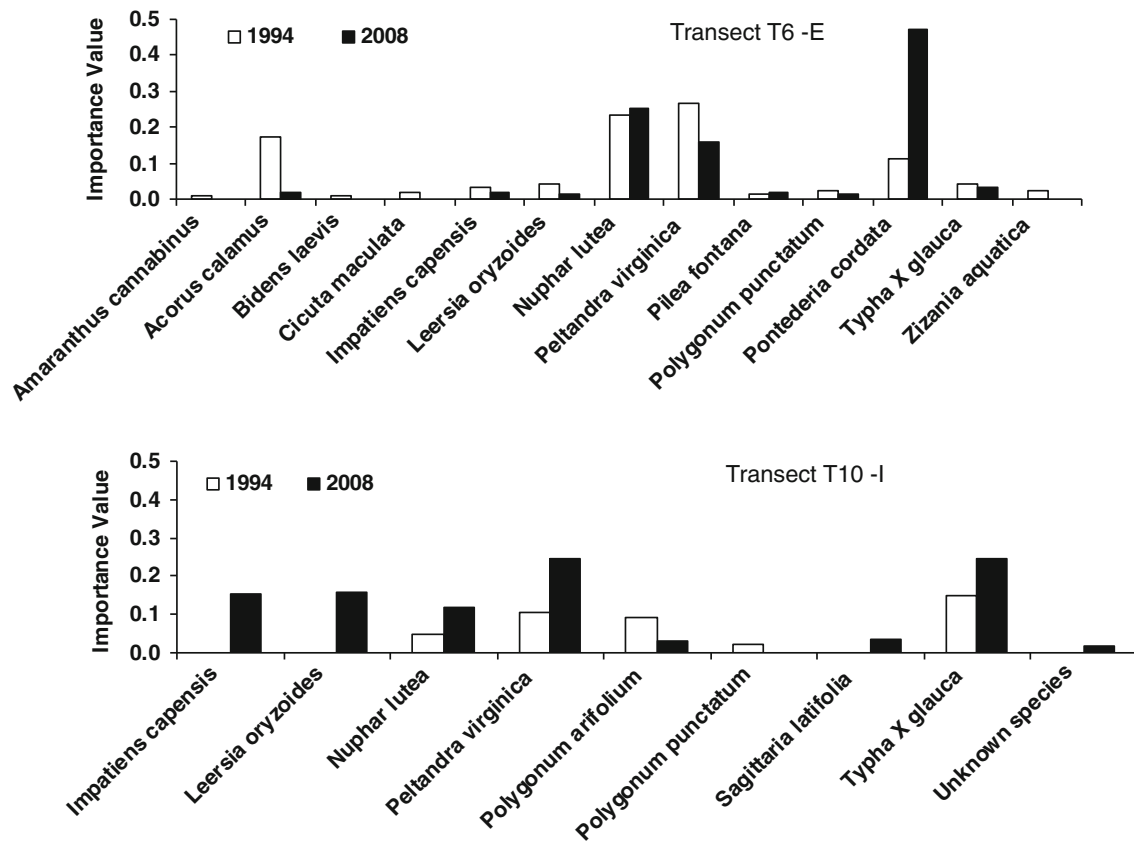 Transect T6 -E
1994 2008
Importance Value
0.5
0.4
0.3
0.2
0.1
0.0
Amaranthus cannabinus
Acorus calamus
Bidens laevis
Cicuta maculata
Impatiens capensis
Leersia oryzoides
Nuphar lutea
Peltandra virginica
Pilea fontana
Polygonum punctatum
Pontederia cordata
Typha X glauca
Zizania aquatica
Transect T10 -I
1994 2008
Importance Value
0.5
0.4
0.3
0.2
0.1
0.0
Impatiens capensis
Leersia oryzoides
Nuphar lutea
Peltandra virginica
Polygonum arifolium
Polygonum punctatum
Sagittaria latifolia
Typha X glauca
Unknown species